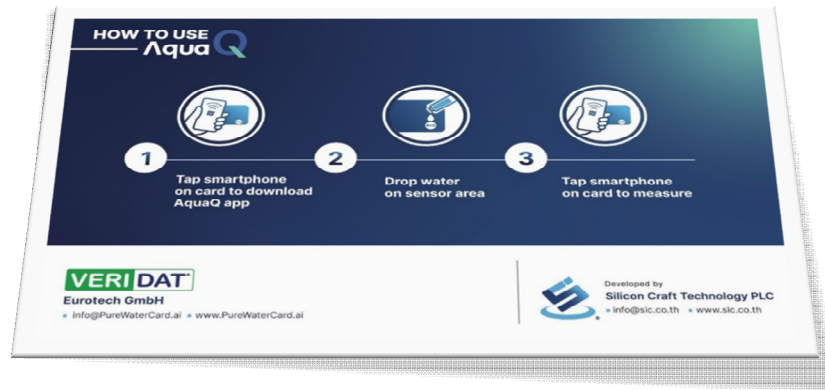 HOW TO USE
AquaQ
1
2
3
Tap smartphone
on card to download
AquaQ app
Drop water
on sensor area
Tap smartphone
on card to measure
VERIDAT
Eurotech GmbH
▪ info@PureWaterCard.ai ▪ www.PureWaterCard.ai
Developed by
Silicon Craft Technology PLC
▪ info@sic.co.th ▪ www.sic.co.th